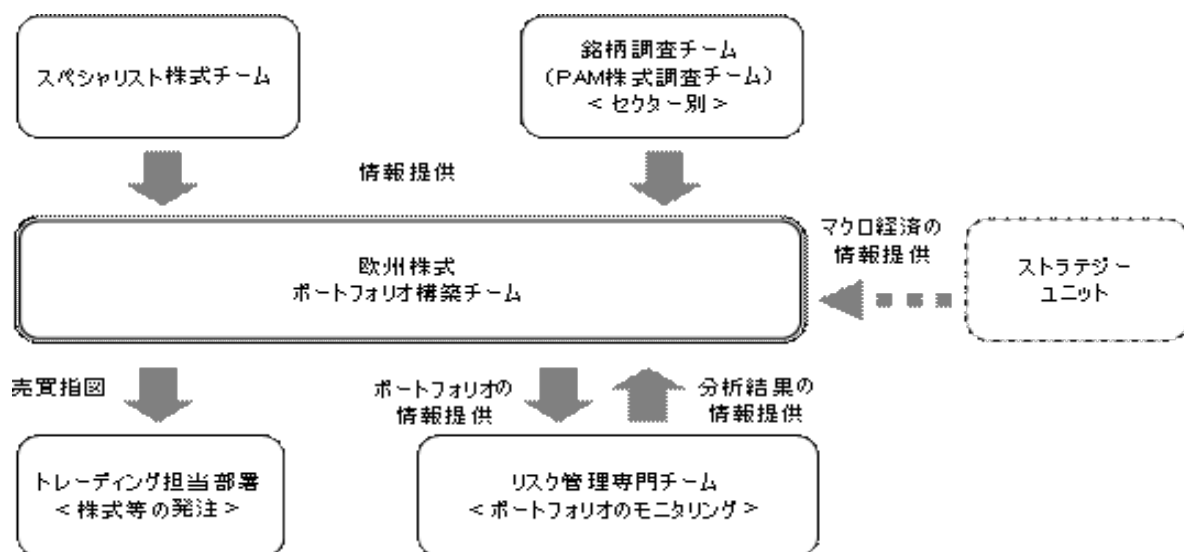 スペシャリスト株式チーム
銘柄調査チーム
(PAM株式調査チーム)
<セクター別>
情報提供
欧州株式
ポートフォリオ構築チーム
マクロ経済の
情報提供
ストラテジー
ユニット
売買指図
ポートフォリオの
情報提供
分析結果の
情報提供
トレーディング担当部署
<株式等の発注>
リスク管理専門チーム
<ポートフォリオのモニタリング>